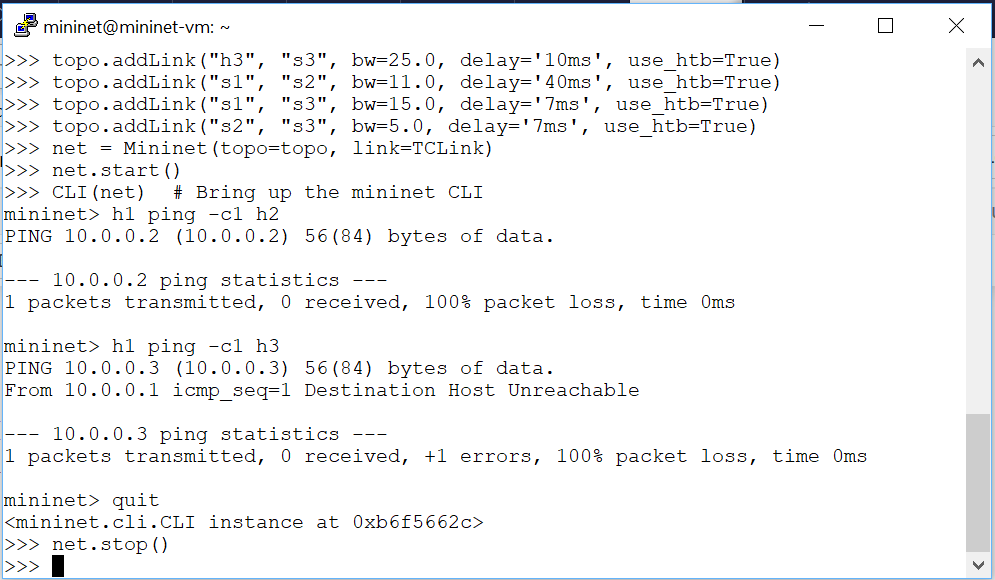 mininet@mininet-vm: ~
>>> topo.addLink("h3", "s3", bw=25.0, delay='10ms', use_htb=True)
>>> topo.addLink("s1", "s2", bw=11.0, delay='40ms', use_htb=True)
>>> topo.addLink("s1", "s3", bw=15.0, delay='7ms', use_htb=True)
>>> topo.addLink("s2", "s3", bw=5.0, delay='7ms', use_htb=True)
>>> net = Mininet(topo=topo, link=TCLink)
>>> net.start()
>>> CLI(net)  # Bring up the mininet CLI
mininet> h1 ping -c1 h2
PING 10.0.0.2 (10.0.0.2) 56(84) bytes of data.
--- 10.0.0.2 ping statistics ---
1 packets transmitted, 0 received, 100% packet loss, time 0ms
mininet> h1 ping -c1 h3
PING 10.0.0.3 (10.0.0.3) 56(84) bytes of data.
From 10.0.0.1 icmp_seq=1 Destination Host Unreachable
--- 10.0.0.3 ping statistics ---
1 packets transmitted, 0 received, +1 errors, 100% packet loss, time 0ms
mininet> quit
<mininet.cli.CLI instance at 0xb6f5662c>
>>> net.stop()
>>>